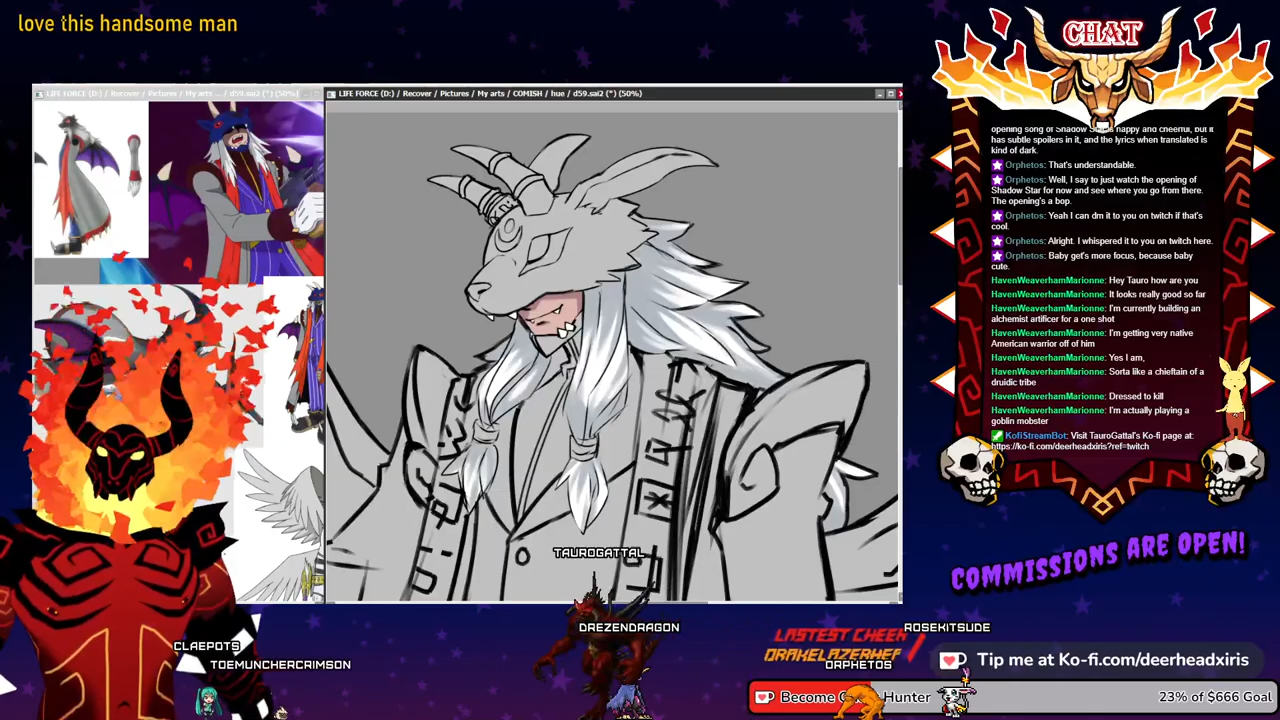 love this handsome man
LIFE FORCE (D:) / Recover / Pictures / My arts ... / d59.sai2 (*) (50%)
LIFE FORCE (D:) / Recover / Pictures / My arts / COMISH / hue / d59.sai2 (*) (50%)
CHAT
opening song of Shadow Star is happy and cheerful, but it
has subtle spoilers in it, and the lyrics when translated is
kind of dark.
Orphetos: That's understandable.
Orphetos: Well, I say to just watch the opening of
Shadow Star for now and see where you go from there.
The opening's a bop.
Orphetos: Yeah I can dm it to you on twitch if that's
cool.
Orphetos: Alright. I whispered it to you on twitch here.
Orphetos: Baby get's more focus, because baby
cute.
HavenWeaverhamMarionne: Hey Tauro how are you
HavenWeaverhamMarionne: It looks really good so far
HavenWeaverhamMarionne: I'm currently building an
alchemist artificer for a one shot
HavenWeaverhamMarionne: I'm getting very native
American warrior off of him
HavenWeaverhamMarionne: Yes I am,
HavenWeaverhamMarionne: Sorta like a chieftain of a
druidic tribe
HavenWeaverhamMarionne: Dressed to kill
HavenWeaverhamMarionne: I'm actually playing a
goblin mobster
KofiStreamBot: Visit TauroGattal's Ko-fi page at:
https://ko-fi.com/deerheadxiris?ref=twitch
COMMISSIONS ARE OPEN!
TAUROGATTAL
DREZENDRAGON
ROSEKITSUDE
CLAEPOTS
TOEMUNCHERCRIMSON
LASTEST CHEER
ORPHETOS
Tip me at Ko-fi.com/deerheadxiris
Become Hunter
23% of $666 Goal